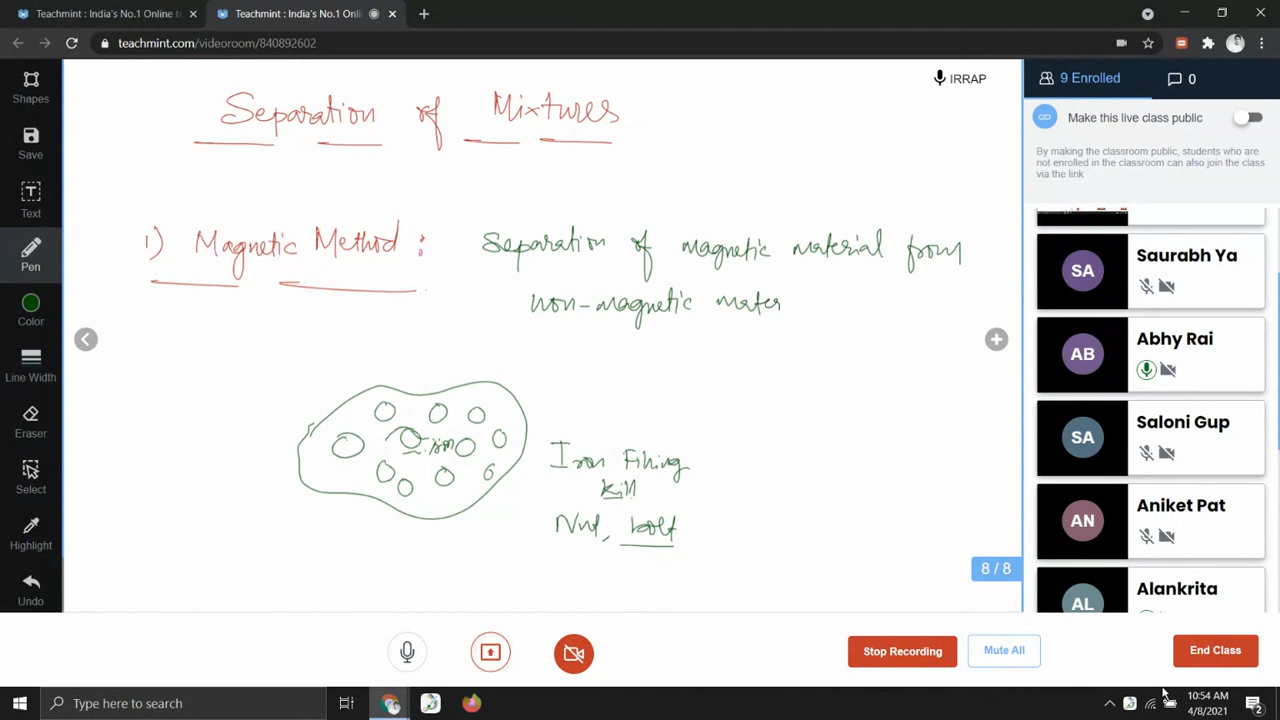 Teachmint : India's No.1 Online t
Teachmint : India's No.1 Onli
teachmint.com/videoroom/840892602
Shapes
Save
Text
Pen
Color
Line Width
Eraser
Select
Highlight
Undo
IRRAP
Separation of Mixtures
1) Magnetic Method : Separation of magnetic material from
non-magnetic mater
iron
Iron Filing
kill
Nut, bolt
8 / 8
9 Enrolled
0
Make this live class public
By making the classroom public, students who are
not enrolled in the classroom can also join the class
via the link
SA Saurabh Ya
AB Abhy Rai
SA Saloni Gup
AN Aniket Pat
AL Alankrita
Stop Recording
Mute All
End Class
Type here to search
10:54 AM
4/8/2021
2